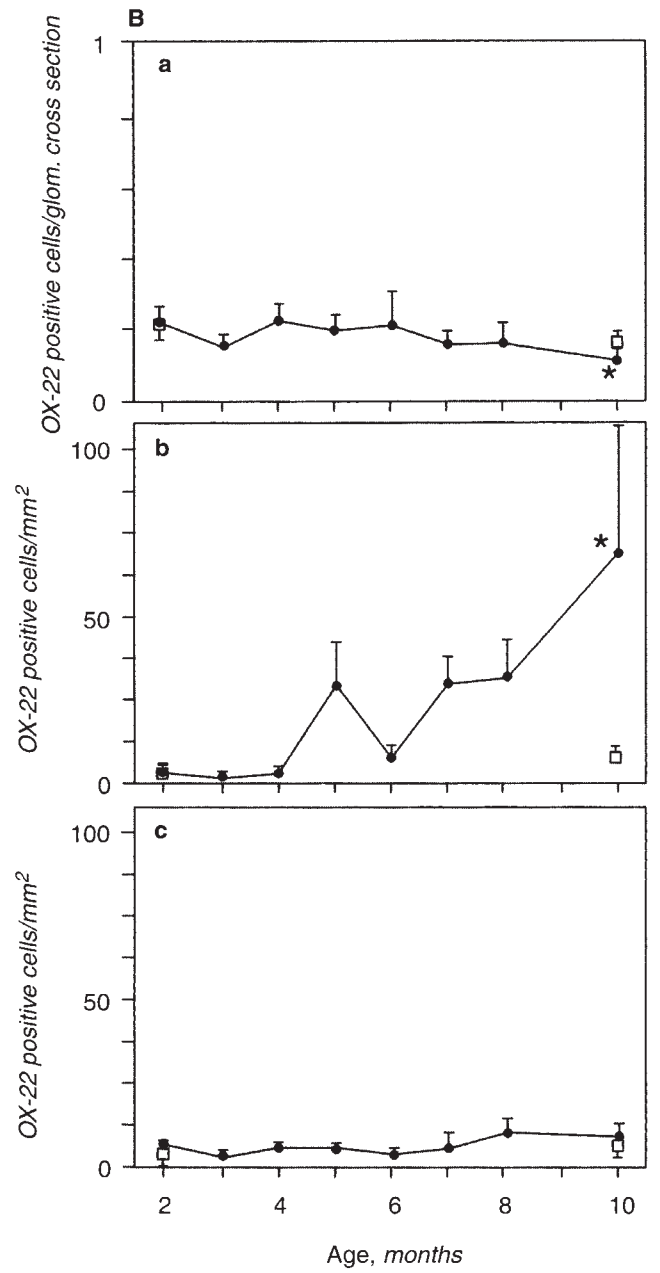 B
1
a
OX-22 positive cells/glom. cross section
0
*
100
b
OX-22 positive cells/mm²
50
*
0
100
c
OX-22 positive cells/mm²
50
0
2 4 6 8 10
Age, months